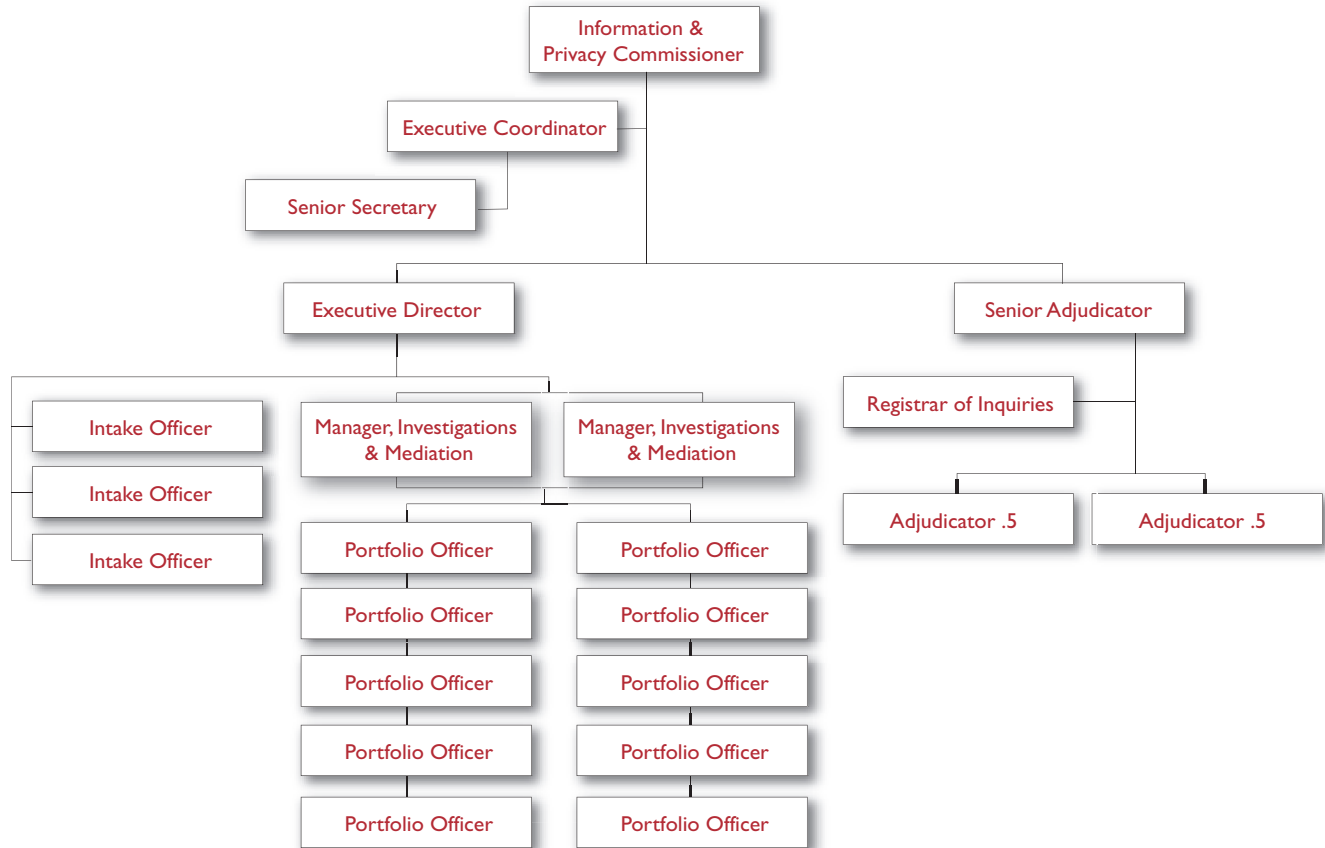 Information &
Privacy Commissioner
Executive Coordinator
Senior Secretary
Executive Director
Senior Adjudicator
Intake Officer
Intake Officer
Intake Officer
Manager, Investigations
& Mediation
Manager, Investigations
& Mediation
Registrar of Inquiries
Adjudicator .5
Adjudicator .5
Portfolio Officer
Portfolio Officer
Portfolio Officer
Portfolio Officer
Portfolio Officer
Portfolio Officer
Portfolio Officer
Portfolio Officer
Portfolio Officer
Portfolio Officer